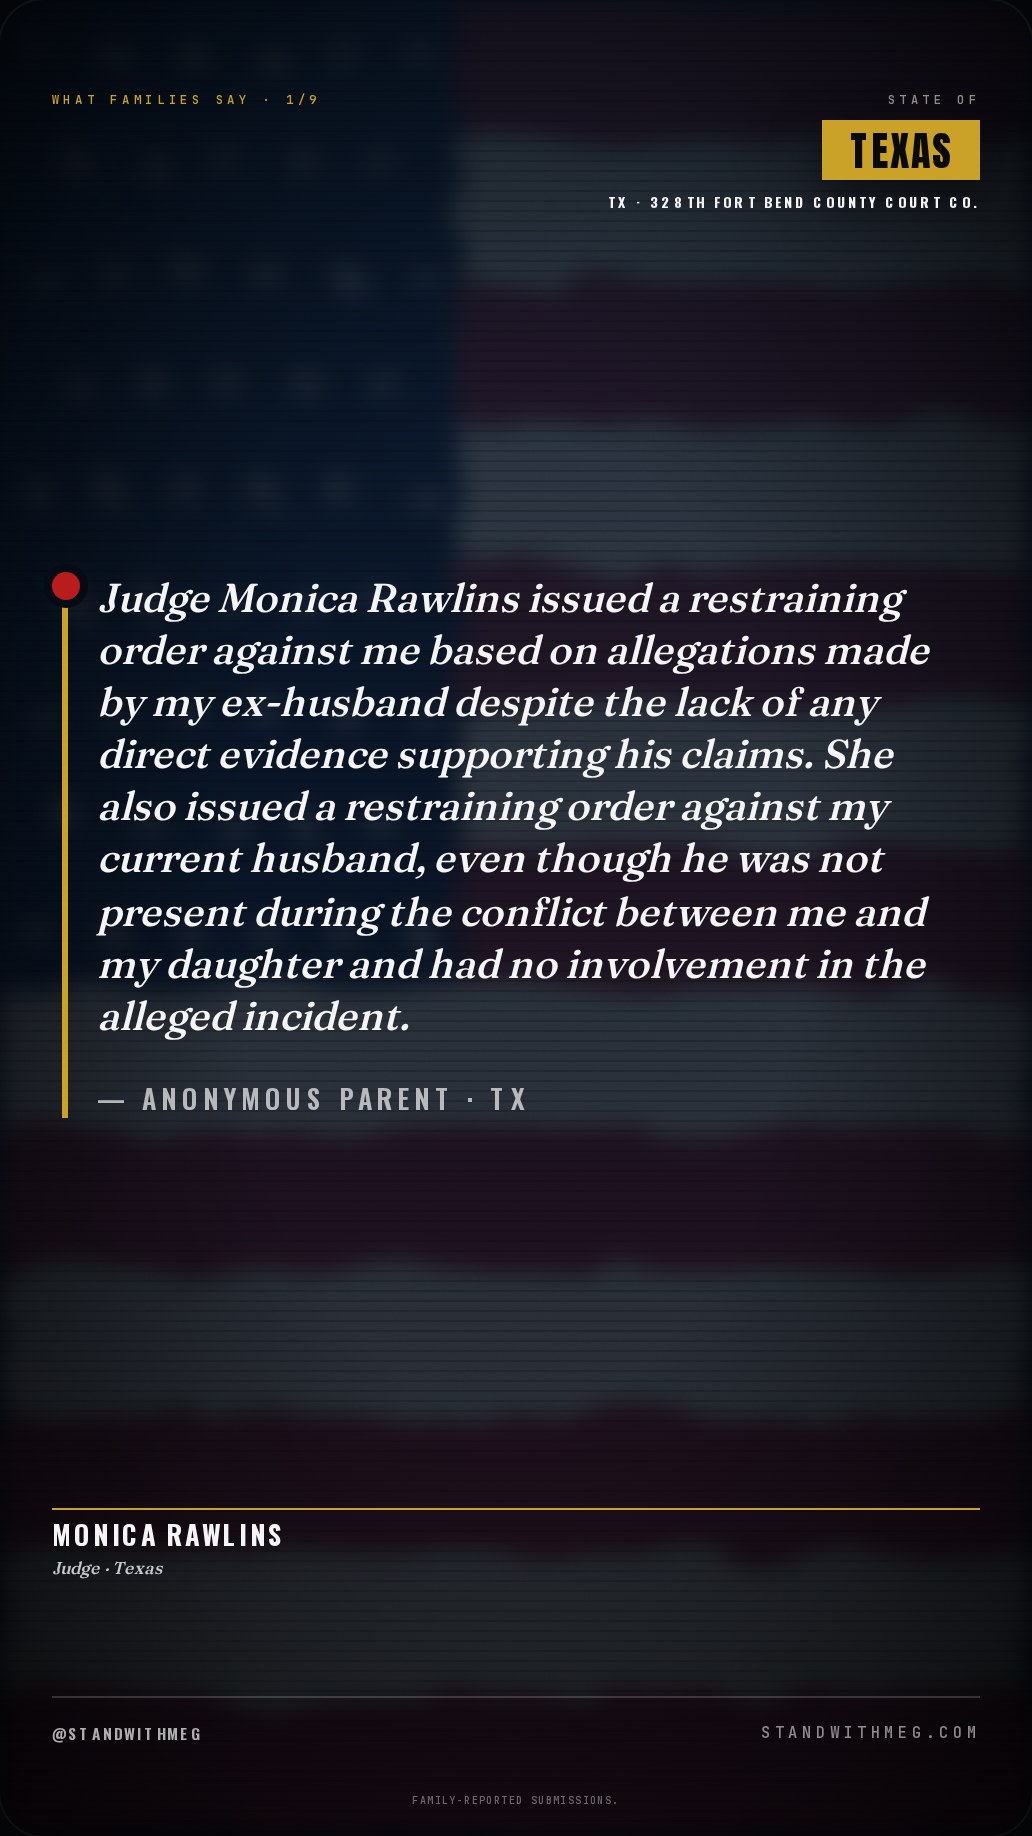 WHAT FAMILIES SAY · 1/9
STATE OF
TEXAS
TX · 328TH FORT BEND COUNTY COURT CO.
Judge Monica Rawlins issued a restraining
order against me based on allegations made
by my ex-husband despite the lack of any
direct evidence supporting his claims. She
also issued a restraining order against my
current husband, even though he was not
present during the conflict between me and
my daughter and had no involvement in the
alleged incident.
— ANONYMOUS PARENT · TX
MONICA RAWLINS
Judge · Texas
@STANDWITHMEG
STANDWITHMEG.COM
FAMILY-REPORTED SUBMISSIONS.